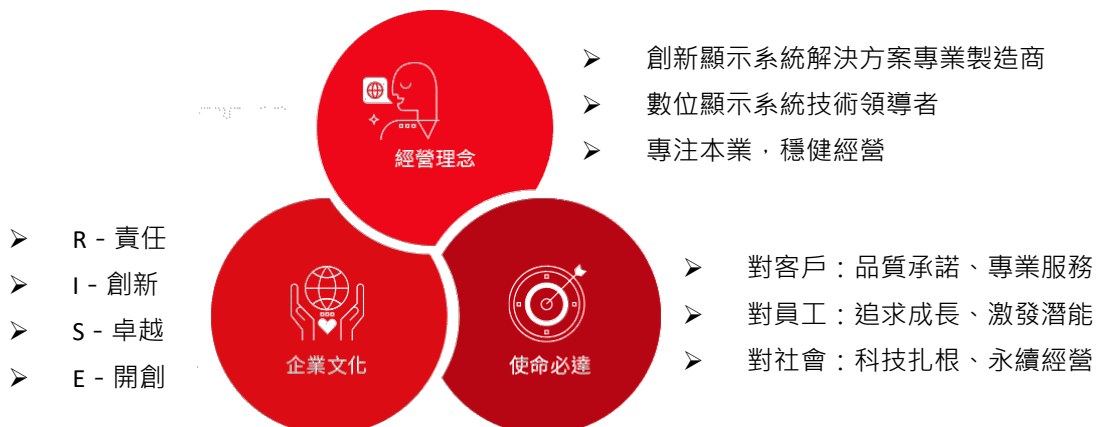 創新顯示系統解決方案專業製造商
數位顯示系統技術領導者
專注本業，穩健經營
經營理念
R - 責任
I - 創新
S - 卓越
E - 開創
企業文化
使命必達
對客戶：品質承諾、專業服務
對員工：追求成長、激發潛能
對社會：科技扎根、永續經營